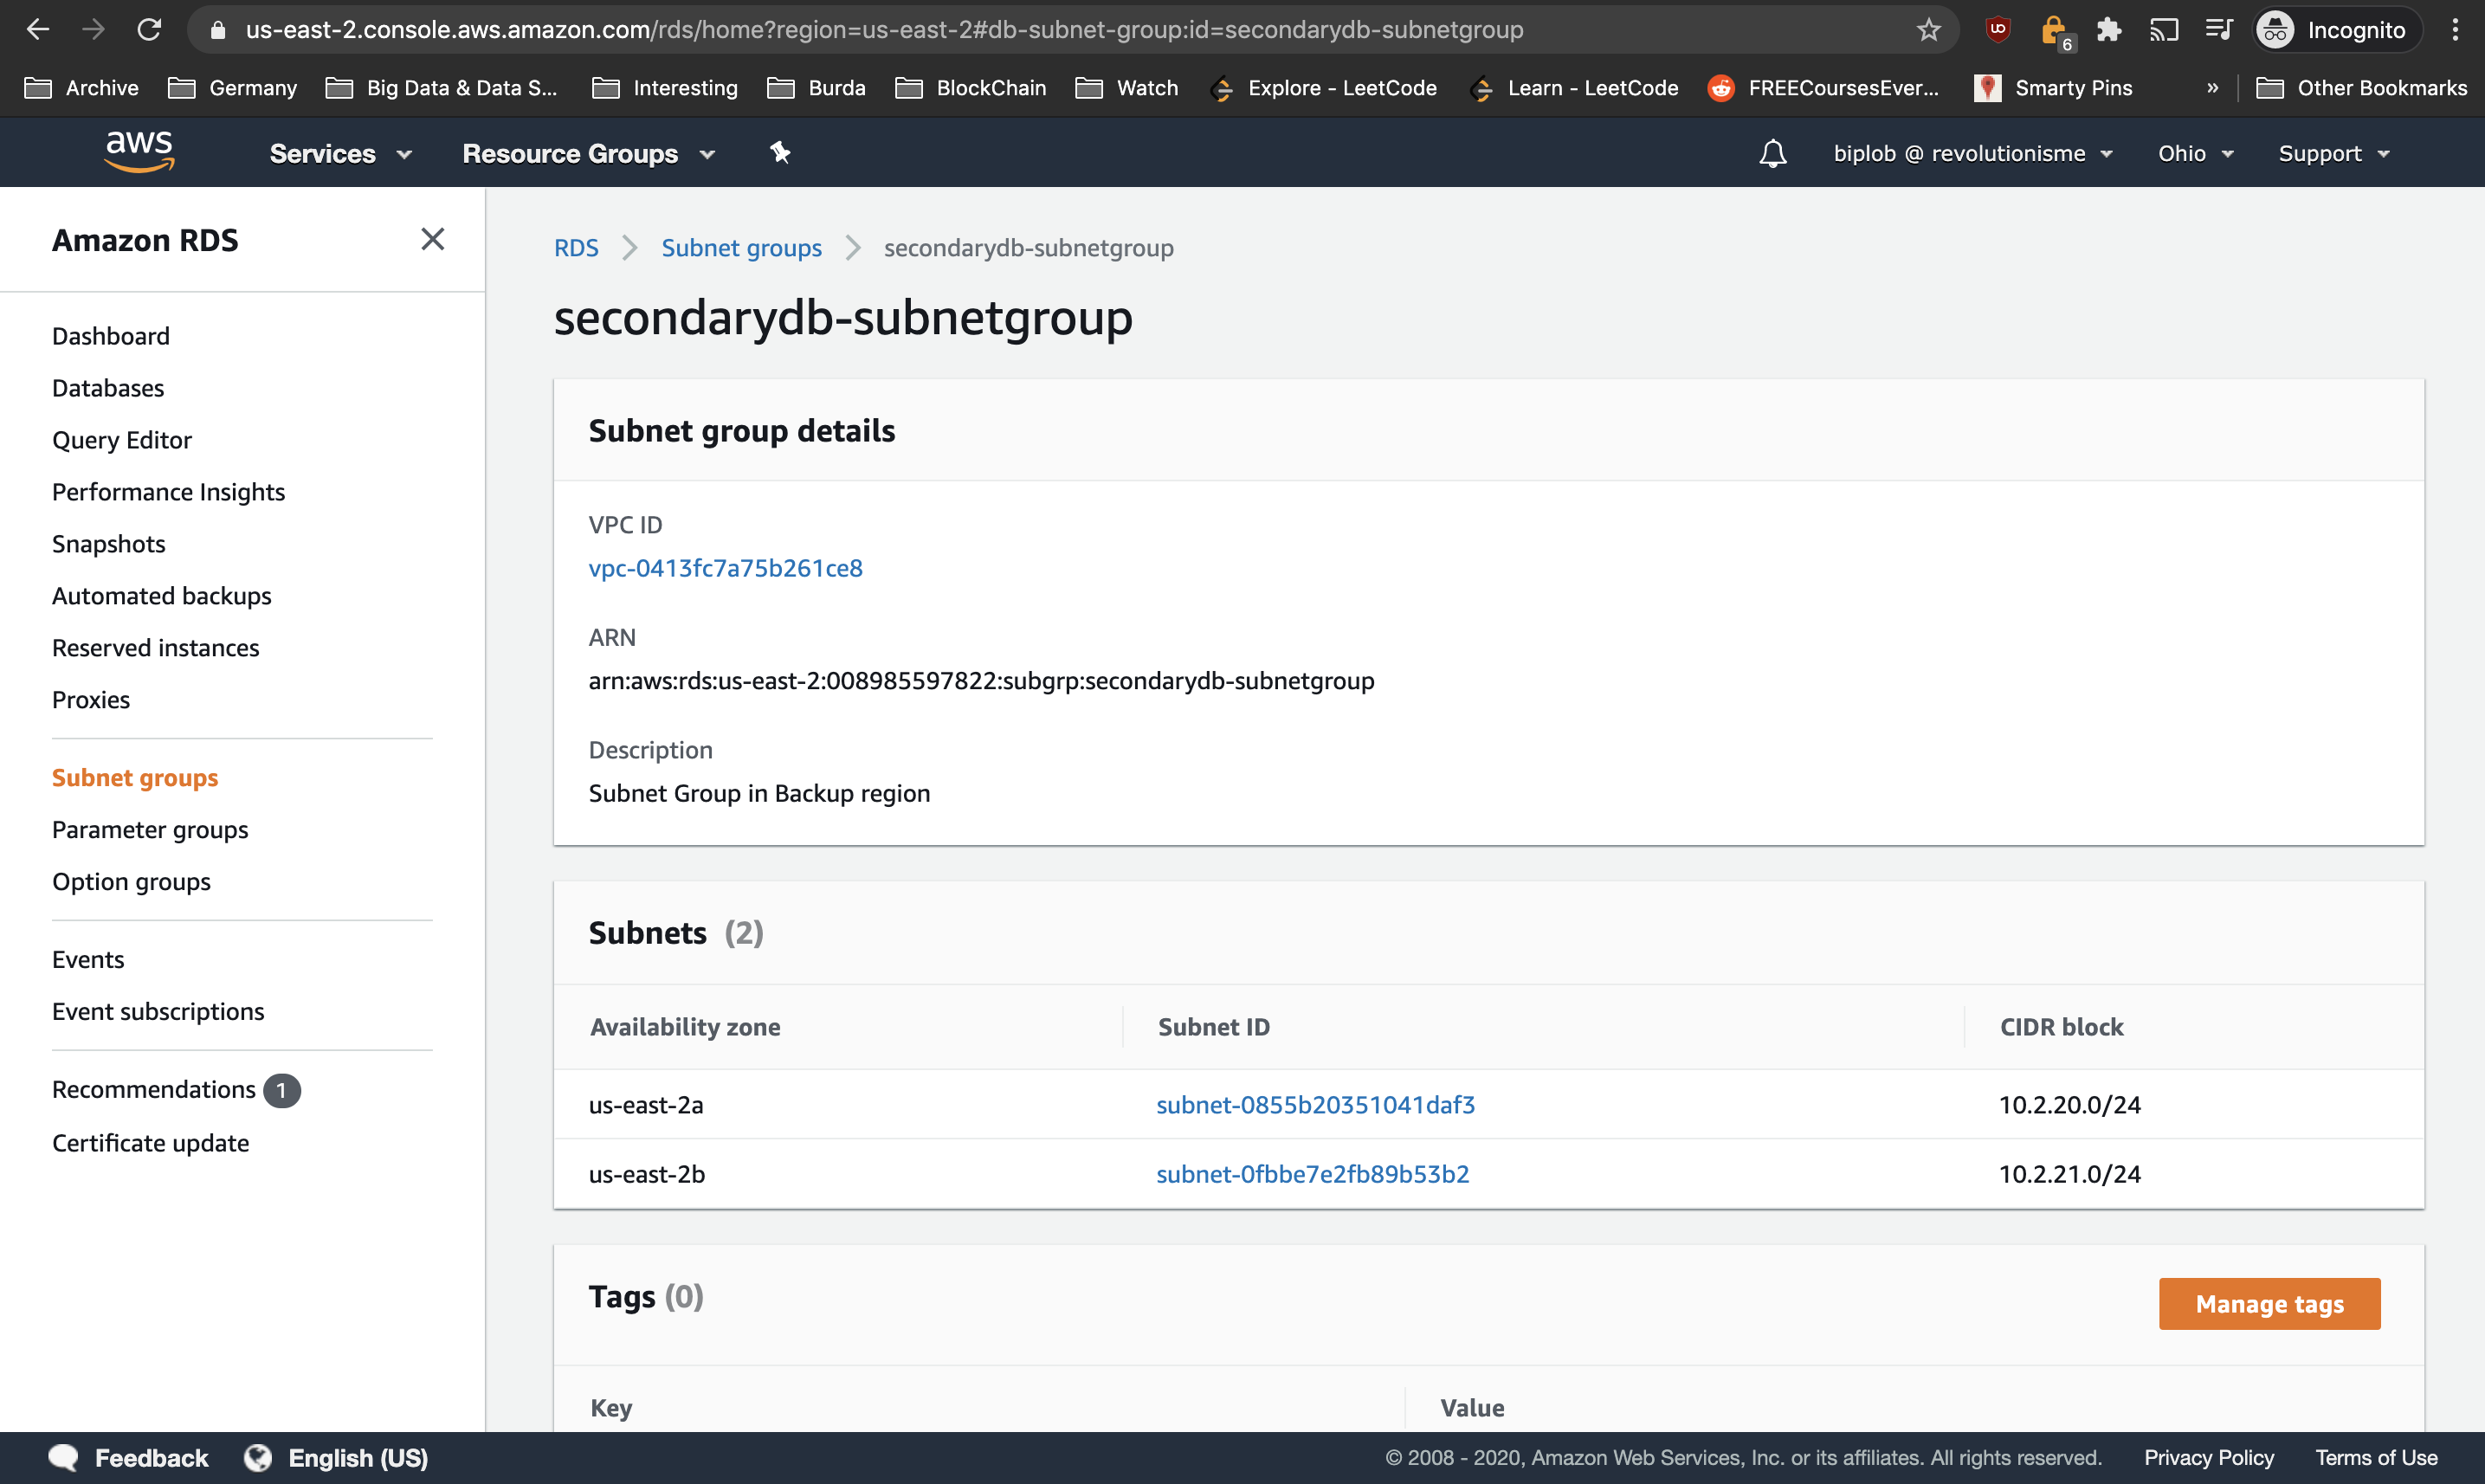 us-east-2.console.aws.amazon.com/rds/home?region=us-east-2#db-subnet-group:id=secondarydb-subnetgroup
6
Incognito
Archive Germany Big Data & Data S... Interesting Burda BlockChain Watch Explore - LeetCode Learn - LeetCode FREECoursesEver... Smarty Pins » Other Bookmarks
aws Services Resource Groups biplob @ revolutionisme Ohio Support
Amazon RDS
Dashboard
Databases
Query Editor
Performance Insights
Snapshots
Automated backups
Reserved instances
Proxies
Subnet groups
Parameter groups
Option groups
Events
Event subscriptions
Recommendations 1
Certificate update
RDS Subnet groups secondarydb-subnetgroup
secondarydb-subnetgroup
Subnet group details
VPC ID
vpc-0413fc7a75b261ce8
ARN
arn:aws:rds:us-east-2:008985597822:subgrp:secondarydb-subnetgroup
Description
Subnet Group in Backup region
Subnets (2)
Availability zone Subnet ID CIDR block
us-east-2a subnet-0855b20351041daf3 10.2.20.0/24
us-east-2b subnet-0fbbe7e2fb89b53b2 10.2.21.0/24
Tags (0)
Manage tags
Key Value
Feedback English (US) © 2008 - 2020, Amazon Web Services, Inc. or its affiliates. All rights reserved. Privacy Policy Terms of Use